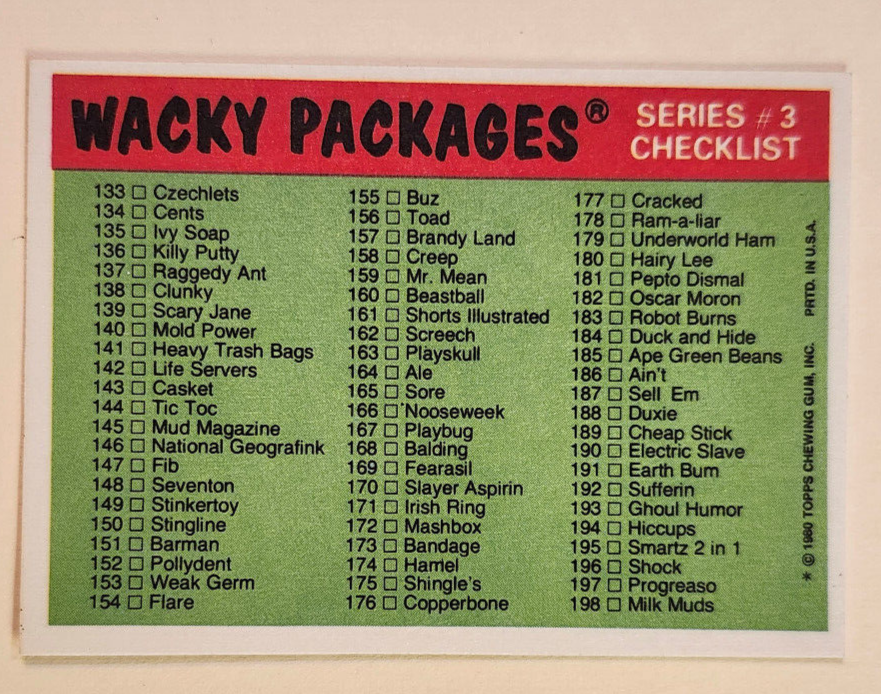 WACKY PACKAGES®
SERIES # 3
CHECKLIST
133 □ Czechlets
134 □ Cents
135 □ Ivy Soap
136 □ Killy Putty
137 □ Raggedy Ant
138 □ Clunky
139 □ Scary Jane
140 □ Mold Power
141 □ Heavy Trash Bags
142 □ Life Servers
143 □ Casket
144 □ Tic Toc
145 □ Mud Magazine
146 □ National Geografink
147 □ Fib
148 □ Seventon
149 □ Stinkertoy
150 □ Stingline
151 □ Barman
152 □ Pollydent
153 □ Weak Germ
154 □ Flare
155 □ Buz
156 □ Toad
157 □ Brandy Land
158 □ Creep
159 □ Mr. Mean
160 □ Beastball
161 □ Shorts Illustrated
162 □ Screech
163 □ Playskull
164 □ Ale
165 □ Sore
166 □ Nooseweek
167 □ Playbug
168 □ Balding
169 □ Fearasil
170 □ Slayer Aspirin
171 □ Irish Ring
172 □ Mashbox
173 □ Bandage
174 □ Hamel
175 □ Shingle's
176 □ Copperbone
177 □ Cracked
178 □ Ram-a-liar
179 □ Underworld Ham
180 □ Hairy Lee
181 □ Pepto Dismal
182 □ Oscar Moron
183 □ Robot Burns
184 □ Duck and Hide
185 □ Ape Green Beans
186 □ Ain't
187 □ Sell Em
188 □ Duxie
189 □ Cheap Stick
190 □ Electric Slave
191 □ Earth Bum
192 □ Sufferin
193 □ Ghoul Humor
194 □ Hiccups
195 □ Smartz 2 in 1
196 □ Shock
197 □ Progreaso
198 □ Milk Muds
* © 1980 TOPPS CHEWING GUM, INC. PRTD. IN U.S.A.